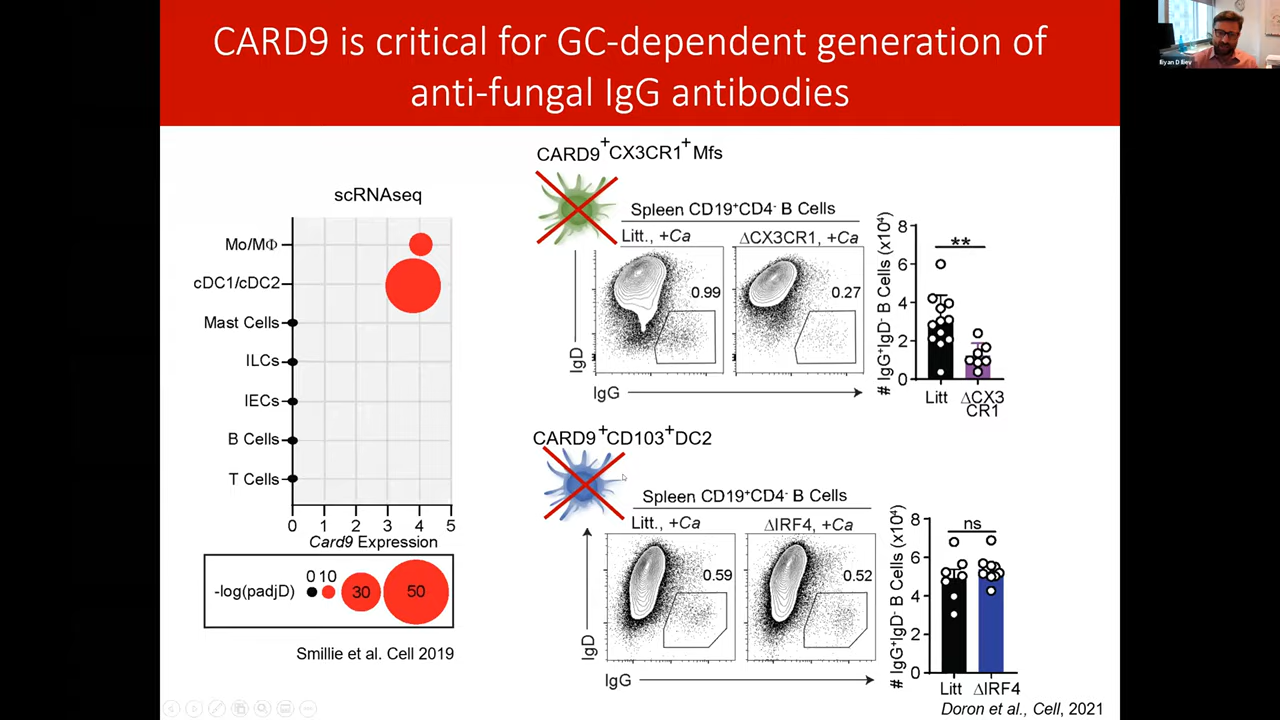 CARD9 is critical for GC-dependent generation of
anti-fungal IgG antibodies
scRNAseq
Mo/MΦ
cDC1/cDC2
Mast Cells
ILCs
IECs
B Cells
T Cells
0 1 2 3 4 5
Card9 Expression
-log(padjD)
0 10 30 50
Smillie et al. Cell 2019
CARD9+CX3CR1+Mfs
Spleen CD19+CD4- B Cells
Litt., +Ca
ΔCX3CR1, +Ca
0.99
0.27
IgD
IgG
# IgG+IgD- B Cells (x10⁴)
8
6
4
2
0
**
Litt
ΔCX3
CR1
CARD9+CD103+DC2
Spleen CD19+CD4- B Cells
Litt., +Ca
ΔIRF4, +Ca
0.59
0.52
IgD
IgG
# IgG+IgD- B Cells (x10⁴)
8
6
4
2
0
ns
Litt
ΔIRF4
Doron et al., Cell, 2021